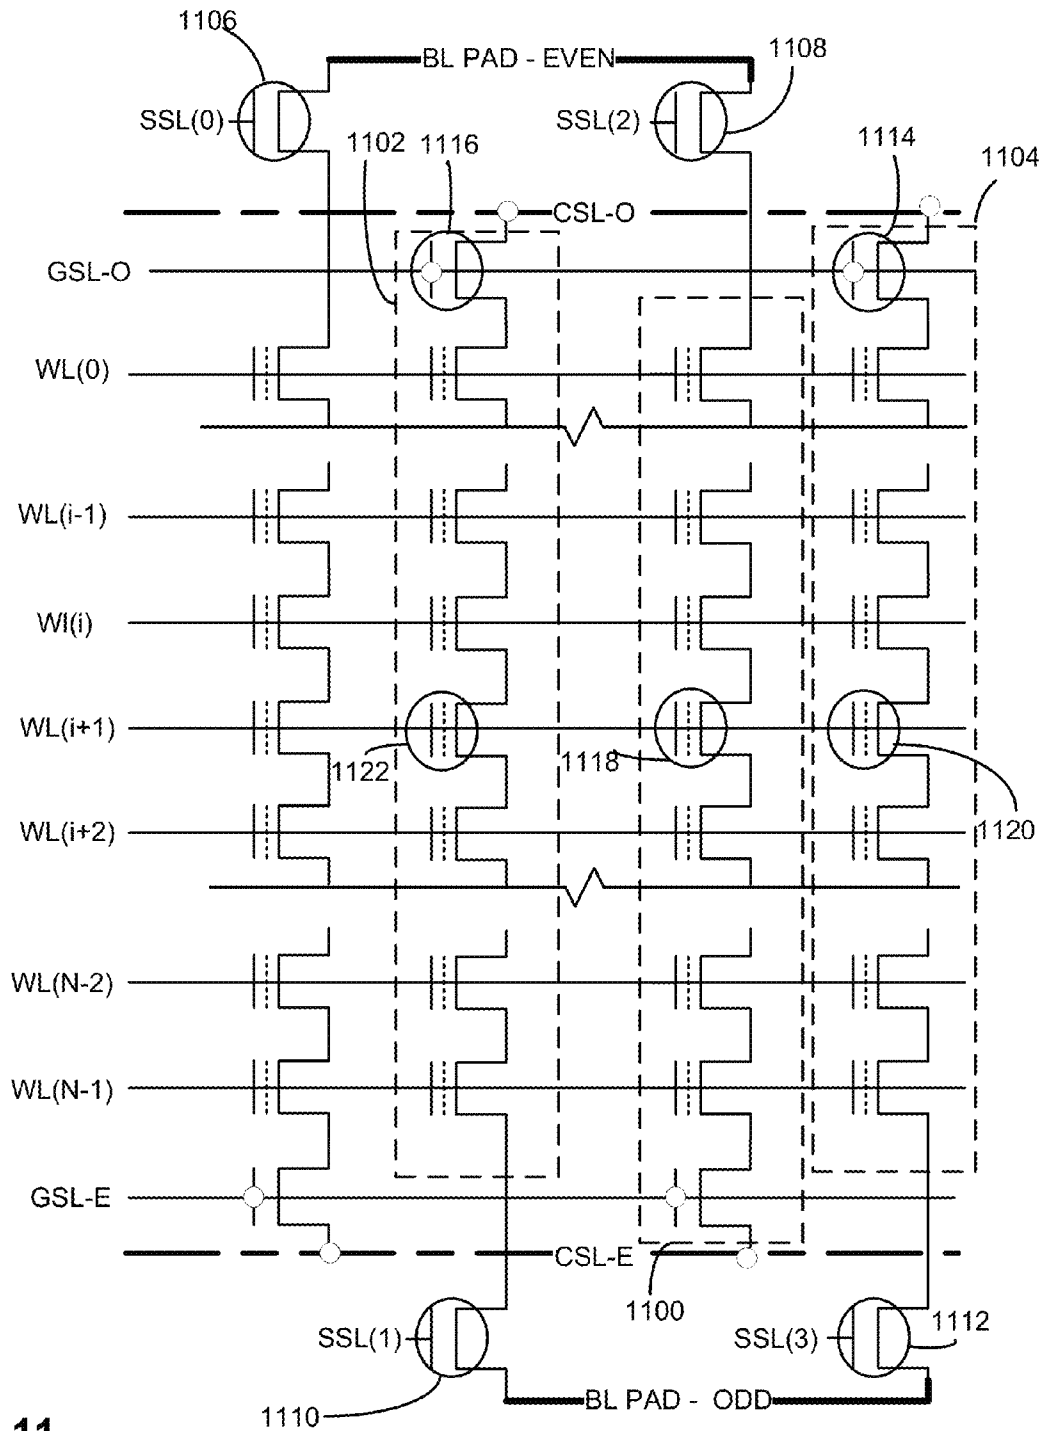 1106
BL PAD - EVEN
1108
SSL(0)
SSL(2)
1102
1116
1114
1104
CSL-O
GSL-O
WL(0)
WL(i-1)
Wl(i)
WL(i+1)
1122
1118
WL(i+2)
1120
WL(N-2)
WL(N-1)
GSL-E
CSL-E
1100
SSL(1)
SSL(3)
1112
BL PAD - ODD
1110